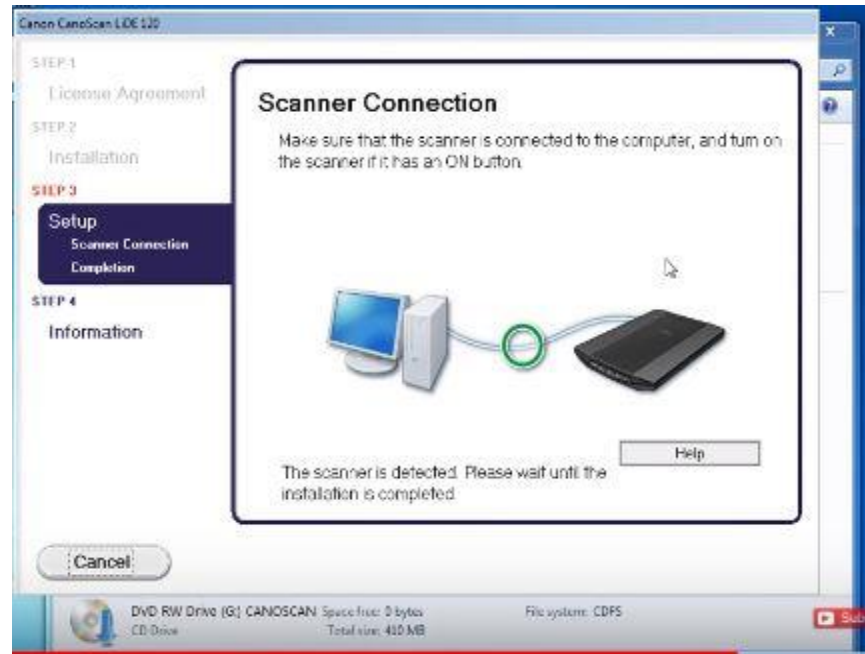 Canon CanoScan LiDE 120
STEP 1
License Agreement
STEP 2
Installation
STEP 3
Setup
Scanner Connection
Completion
STEP 4
Information
Scanner Connection
Make sure that the scanner is connected to the computer, and turn on
the scanner if it has an ON button.
The scanner is detected. Please wait until the
installation is completed.
Help
Cancel
DVD RW Drive (G:) CANOSCAN Space free: 0 bytes File system: CDFS
CD Drive Total size: 410 MB
Sub